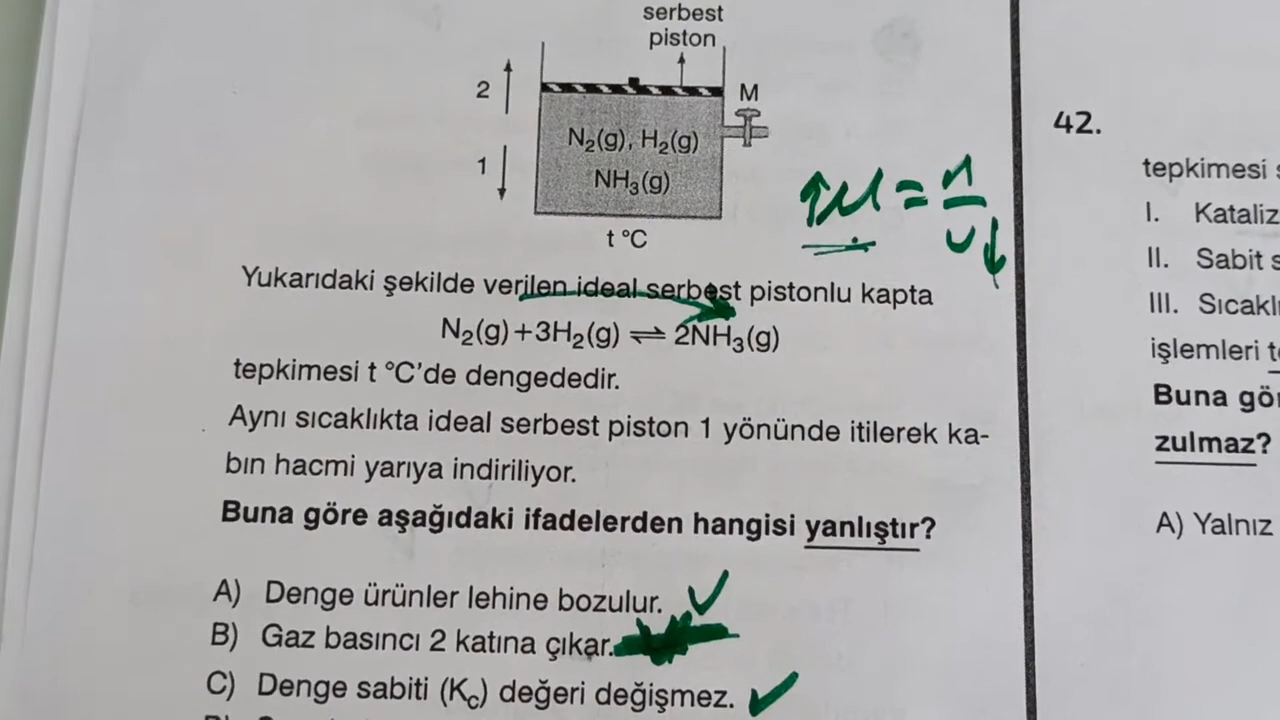 serbest
piston
2
M
N₂(g), H₂(g)
1
NH₃(g)
t °C
M = n
V
Yukarıdaki şekilde verilen ideal serbest pistonlu kapta
N₂(g)+3H₂(g) ⇌ 2NH₃(g)
tepkimesi t °C'de dengededir.
Aynı sıcaklıkta ideal serbest piston 1 yönünde itilerek ka-
bın hacmi yarıya indiriliyor.
Buna göre aşağıdaki ifadelerden hangisi yanlıştır?
A) Denge ürünler lehine bozulur.
B) Gaz basıncı 2 katına çıkar.
C) Denge sabiti (Kc) değeri değişmez.
42.
tepkimesi
I. Kataliz
II. Sabit s
III. Sıcaklı
işlemleri t
Buna gö
zulmaz?
A) Yalnız